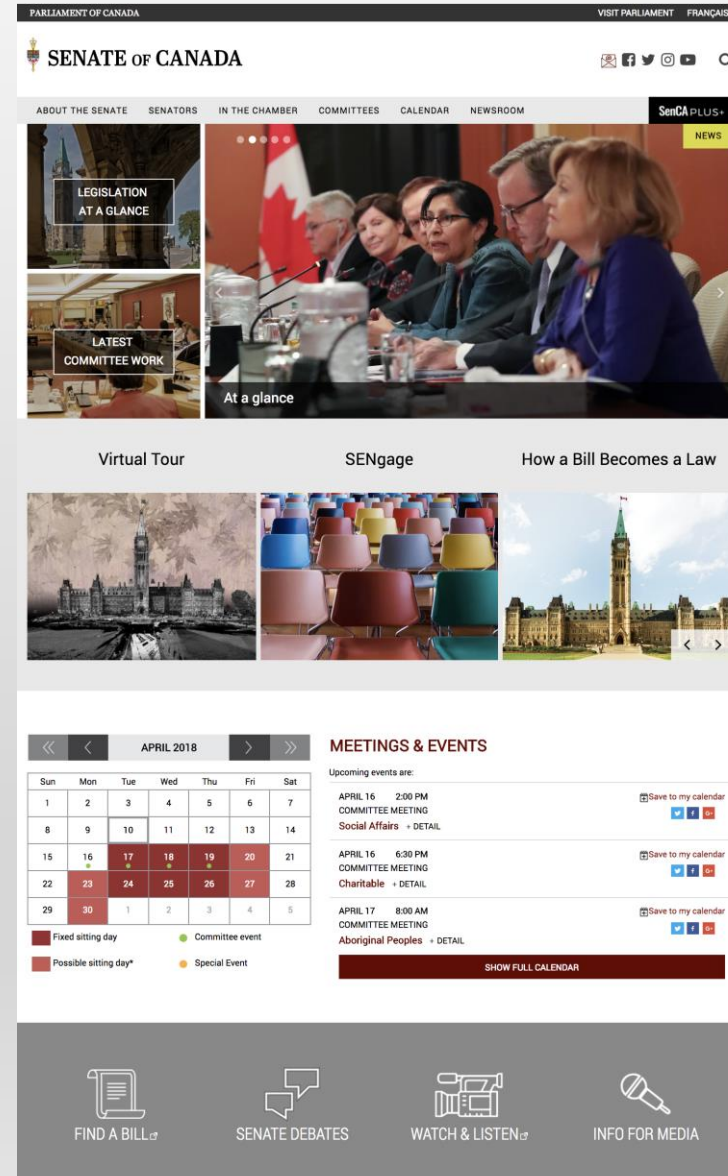 PARLIAMENT OF CANADA VISIT PARLIAMENT FRANÇAIS
SENATE OF CANADA
ABOUT THE SENATE SENATORS IN THE CHAMBER COMMITTEES CALENDAR NEWSROOM SenCAPLUS+
NEWS
LEGISLATION
AT A GLANCE
LATEST
COMMITTEE WORK
At a glance
Virtual Tour SENgage How a Bill Becomes a Law
APRIL 2018
Sun Mon Tue Wed Thu Fri Sat
1 2 3 4 5 6 7
8 9 10 11 12 13 14
15 16 17 18 19 20 21
22 23 24 25 26 27 28
29 30 1 2 3 4 5
Fixed sitting day Committee event
Possible sitting day* Special Event
MEETINGS & EVENTS
Upcoming events are:
APRIL 16 2:00 PM Save to my calendar
COMMITTEE MEETING
Social Affairs + DETAIL
APRIL 16 6:30 PM Save to my calendar
COMMITTEE MEETING
Charitable + DETAIL
APRIL 17 8:00 AM Save to my calendar
COMMITTEE MEETING
Aboriginal Peoples + DETAIL
SHOW FULL CALENDAR
FIND A BILL SENATE DEBATES WATCH & LISTEN INFO FOR MEDIA